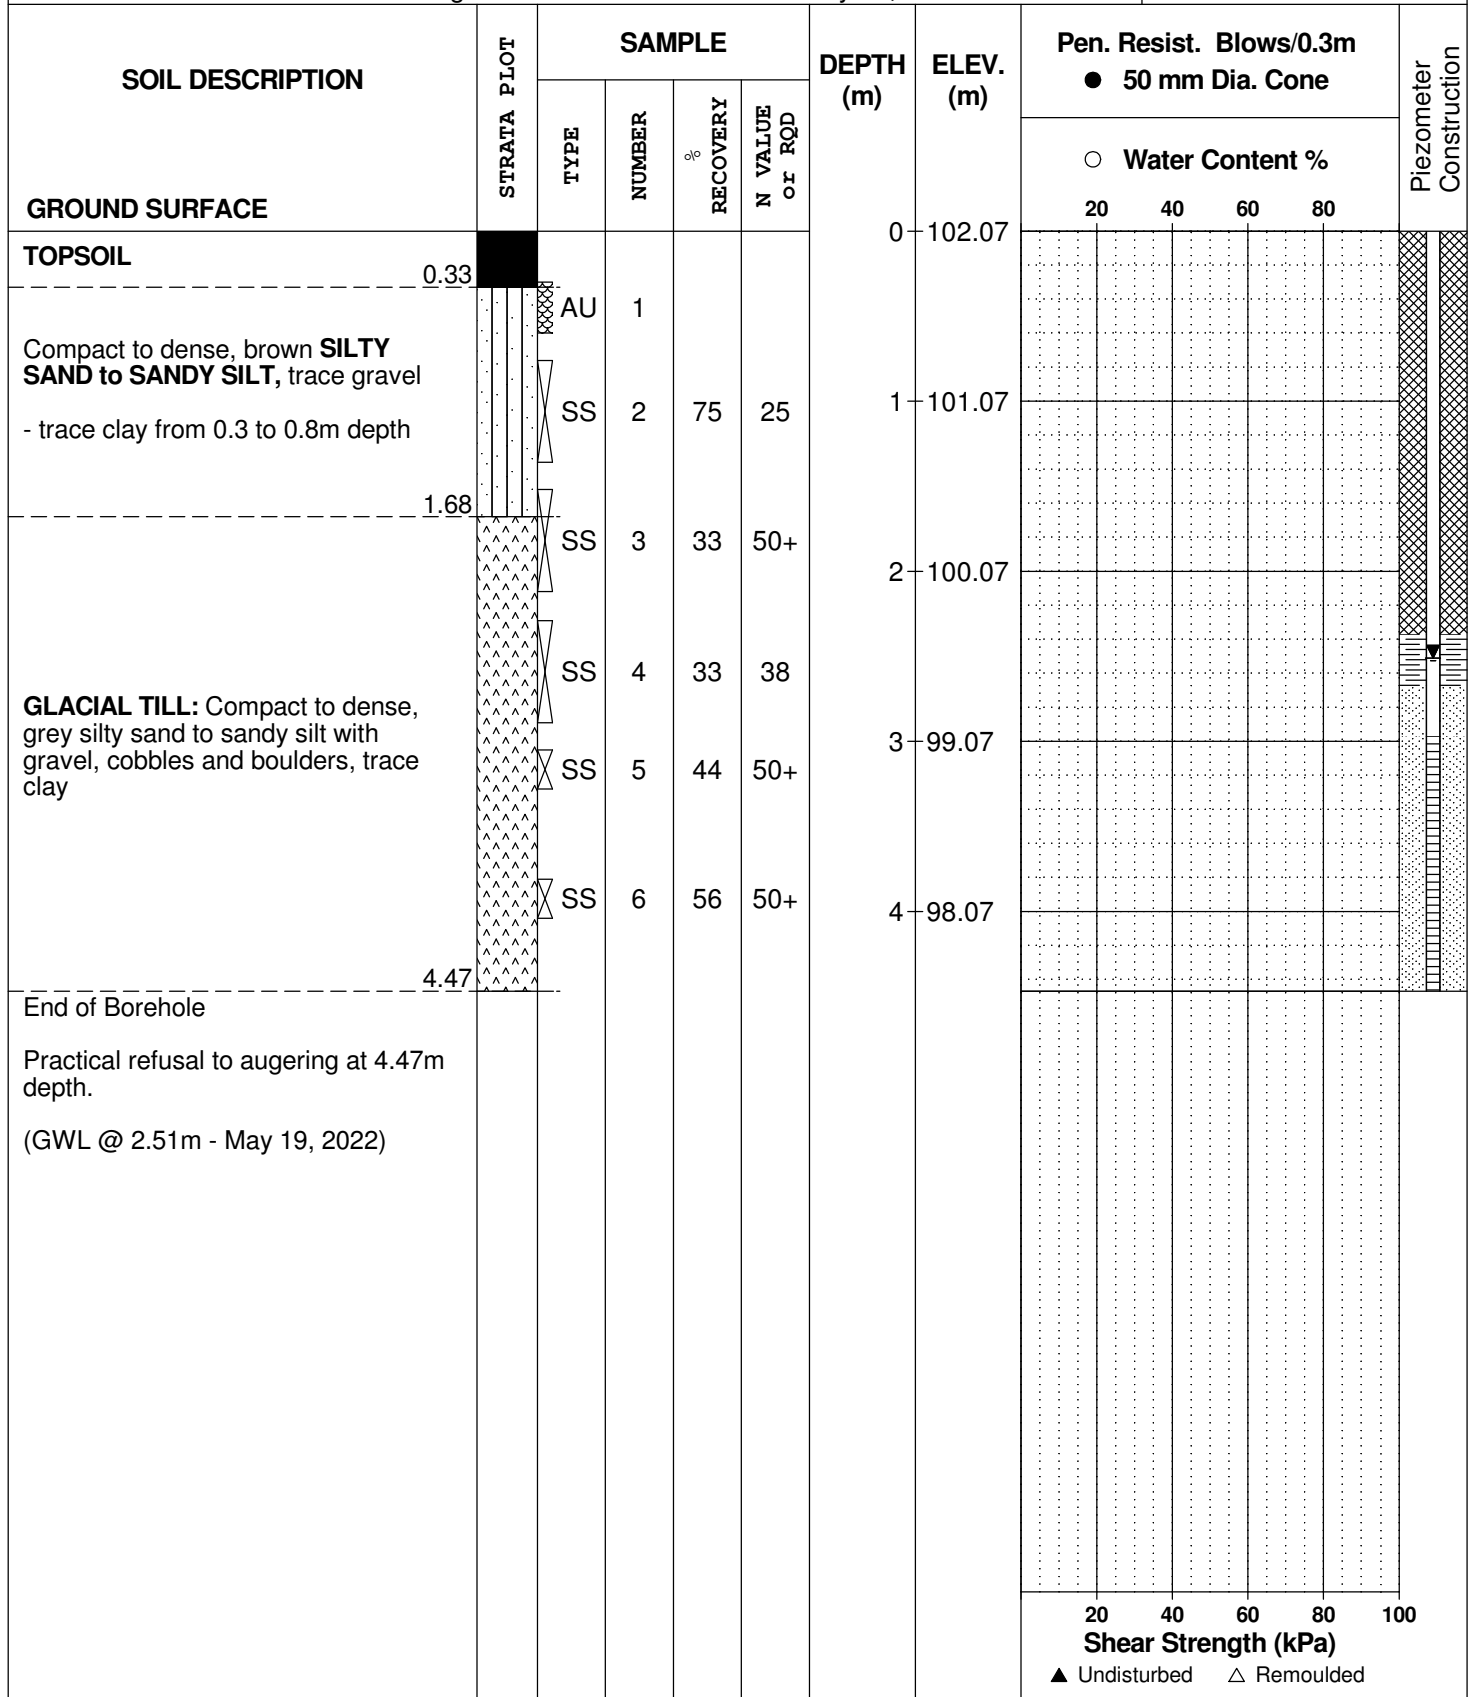 SOIL DESCRIPTION
GROUND SURFACE
STRATA PLOT
SAMPLE
TYPE
NUMBER
%
RECOVERY
N VALUE
or RQD
DEPTH
(m)
ELEV.
(m)
Pen. Resist. Blows/0.3m
● 50 mm Dia. Cone
○ Water Content %
20 40 60 80
Piezometer
Construction
0 102.07
TOPSOIL
0.33
AU 1
Compact to dense, brown SILTY
SAND to SANDY SILT, trace gravel
- trace clay from 0.3 to 0.8m depth
SS 2 75 25
1 101.07
1.68
SS 3 33 50+
2 100.07
SS 4 33 38
GLACIAL TILL: Compact to dense,
grey silty sand to sandy silt with
gravel, cobbles and boulders, trace
clay
3 99.07
SS 5 44 50+
SS 6 56 50+
4 98.07
4.47
End of Borehole
Practical refusal to augering at 4.47m
depth.
(GWL @ 2.51m - May 19, 2022)
20 40 60 80 100
Shear Strength (kPa)
▲ Undisturbed △ Remoulded